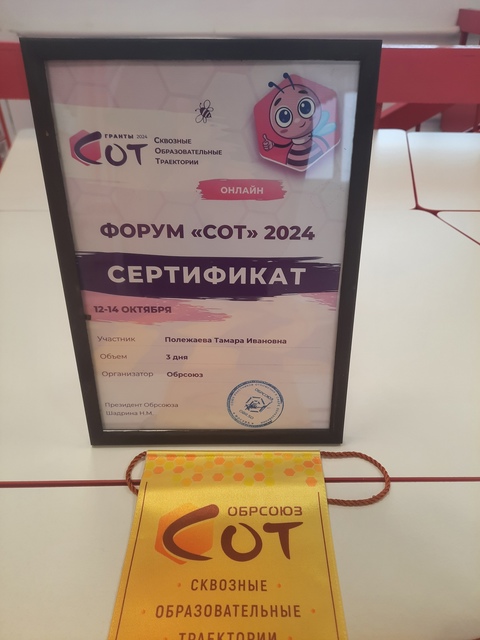 ГРАНТЫ 2024
СОТ
Сквозные
Образовательные
Траектории
ОНЛАЙН
ФОРУМ «СОТ» 2024
СЕРТИФИКАТ
12-14 ОКТЯБРЯ
Участник Полежаева Тамара Ивановна
Объем 3 дня
Организатор Обрсоюз
Президент Обрсоюза
Шадрина Н.М.
ОБРСОЮЗ
СОТ
· СКВОЗНЫЕ ·
· ОБРАЗОВАТЕЛЬНЫЕ ·
ТРАЕКТОРИИ